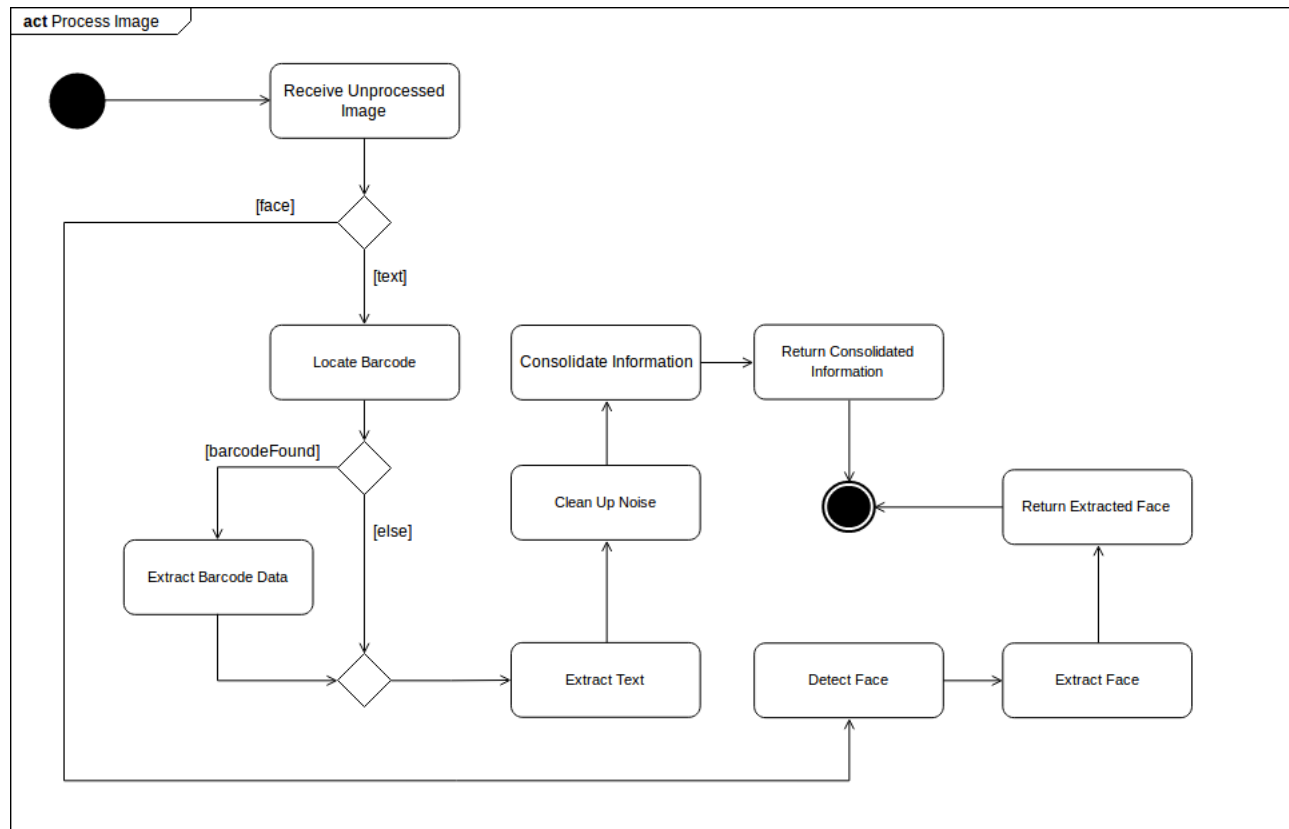 act Process Image
Receive Unprocessed
Image
[face]
[text]
Locate Barcode
Consolidate Information
Return Consolidated
Information
[barcodeFound]
[else]
Clean Up Noise
Return Extracted Face
Extract Barcode Data
Extract Text
Detect Face
Extract Face